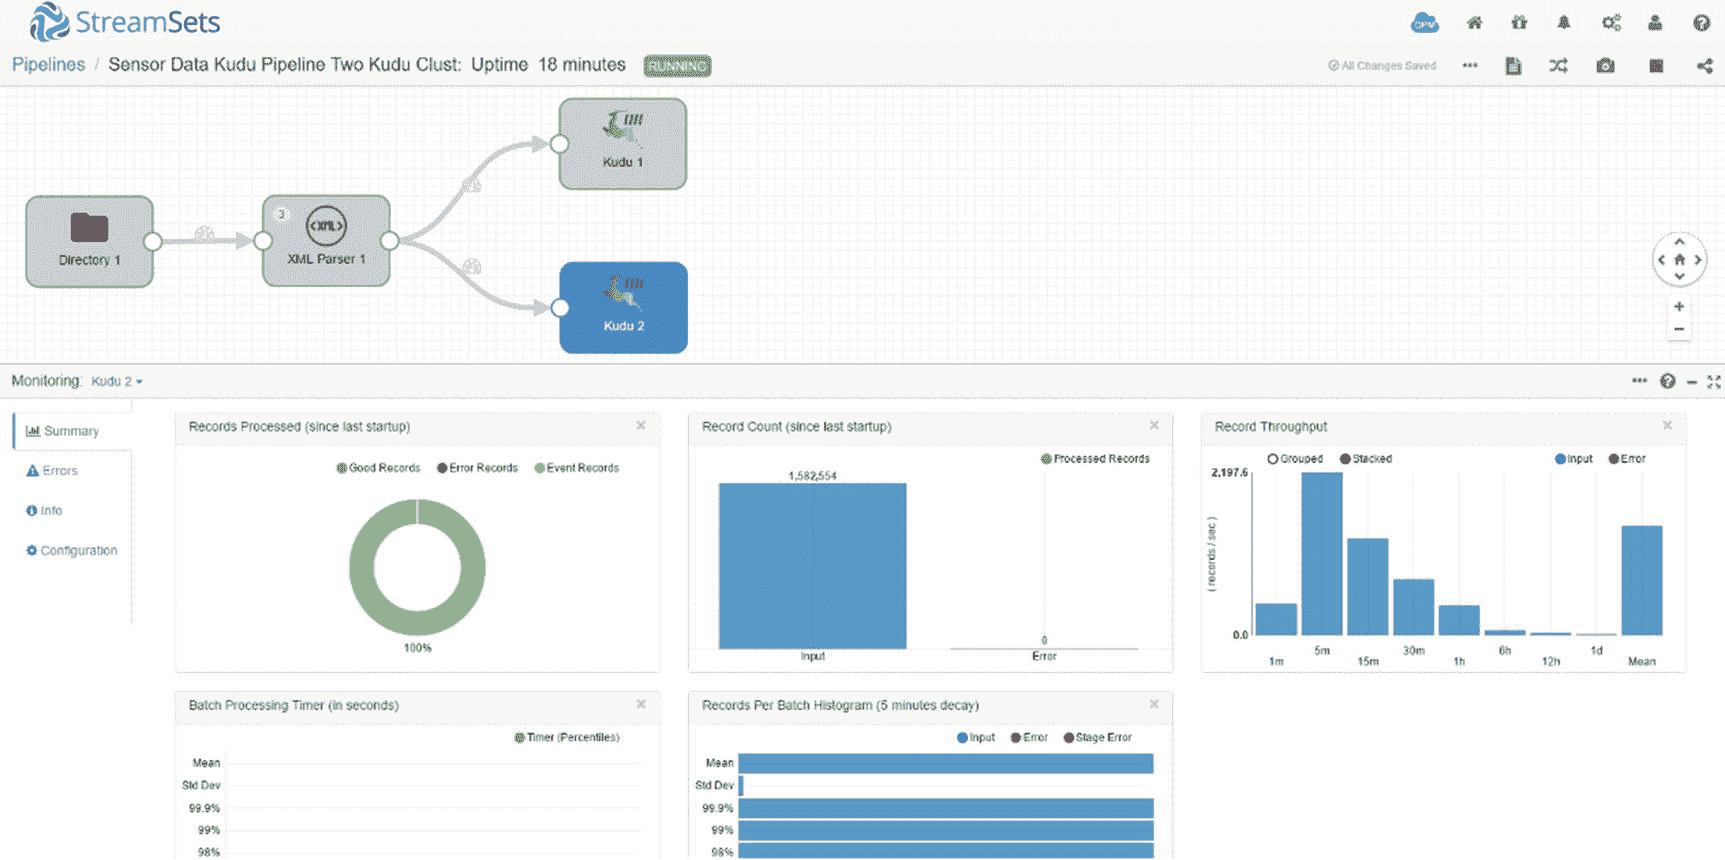 StreamSets
DPM
Pipelines / Sensor Data Kudu Pipeline Two Kudu Clust: Uptime 18 minutes RUNNING
All Changes Saved
Kudu 1
Directory 1
3
<XML>
XML Parser 1
Kudu 2
Monitoring: Kudu 2
Summary
Errors
Info
Configuration
Records Processed (since last startup)
Good Records Error Records Event Records
100%
Record Count (since last startup)
Processed Records
1,582,554
0
Input Error
Record Throughput
Grouped Stacked Input Error
2,197.6
( records / sec )
0.0
1m 5m 15m 30m 1h 6h 12h 1d Mean
Batch Processing Timer (in seconds)
Timer (Percentiles)
Mean
Std Dev
99.9%
99%
98%
Records Per Batch Histogram (5 minutes decay)
Input Error Stage Error
Mean
Std Dev
99.9%
99%
98%